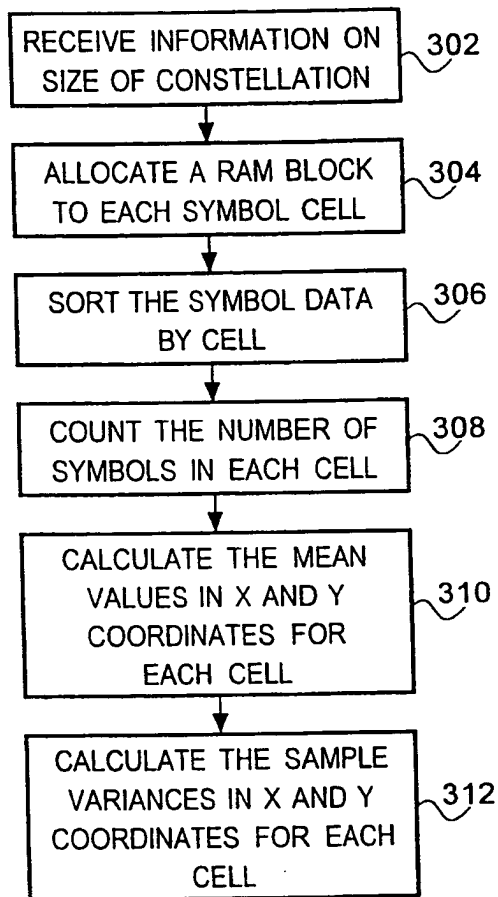 RECEIVE INFORMATION ON
SIZE OF CONSTELLATION
302
ALLOCATE A RAM BLOCK
TO EACH SYMBOL CELL
304
SORT THE SYMBOL DATA
BY CELL
306
COUNT THE NUMBER OF
SYMBOLS IN EACH CELL
308
CALCULATE THE MEAN
VALUES IN X AND Y
COORDINATES FOR
EACH CELL
310
CALCULATE THE SAMPLE
VARIANCES IN X AND Y
COORDINATES FOR EACH
CELL
312